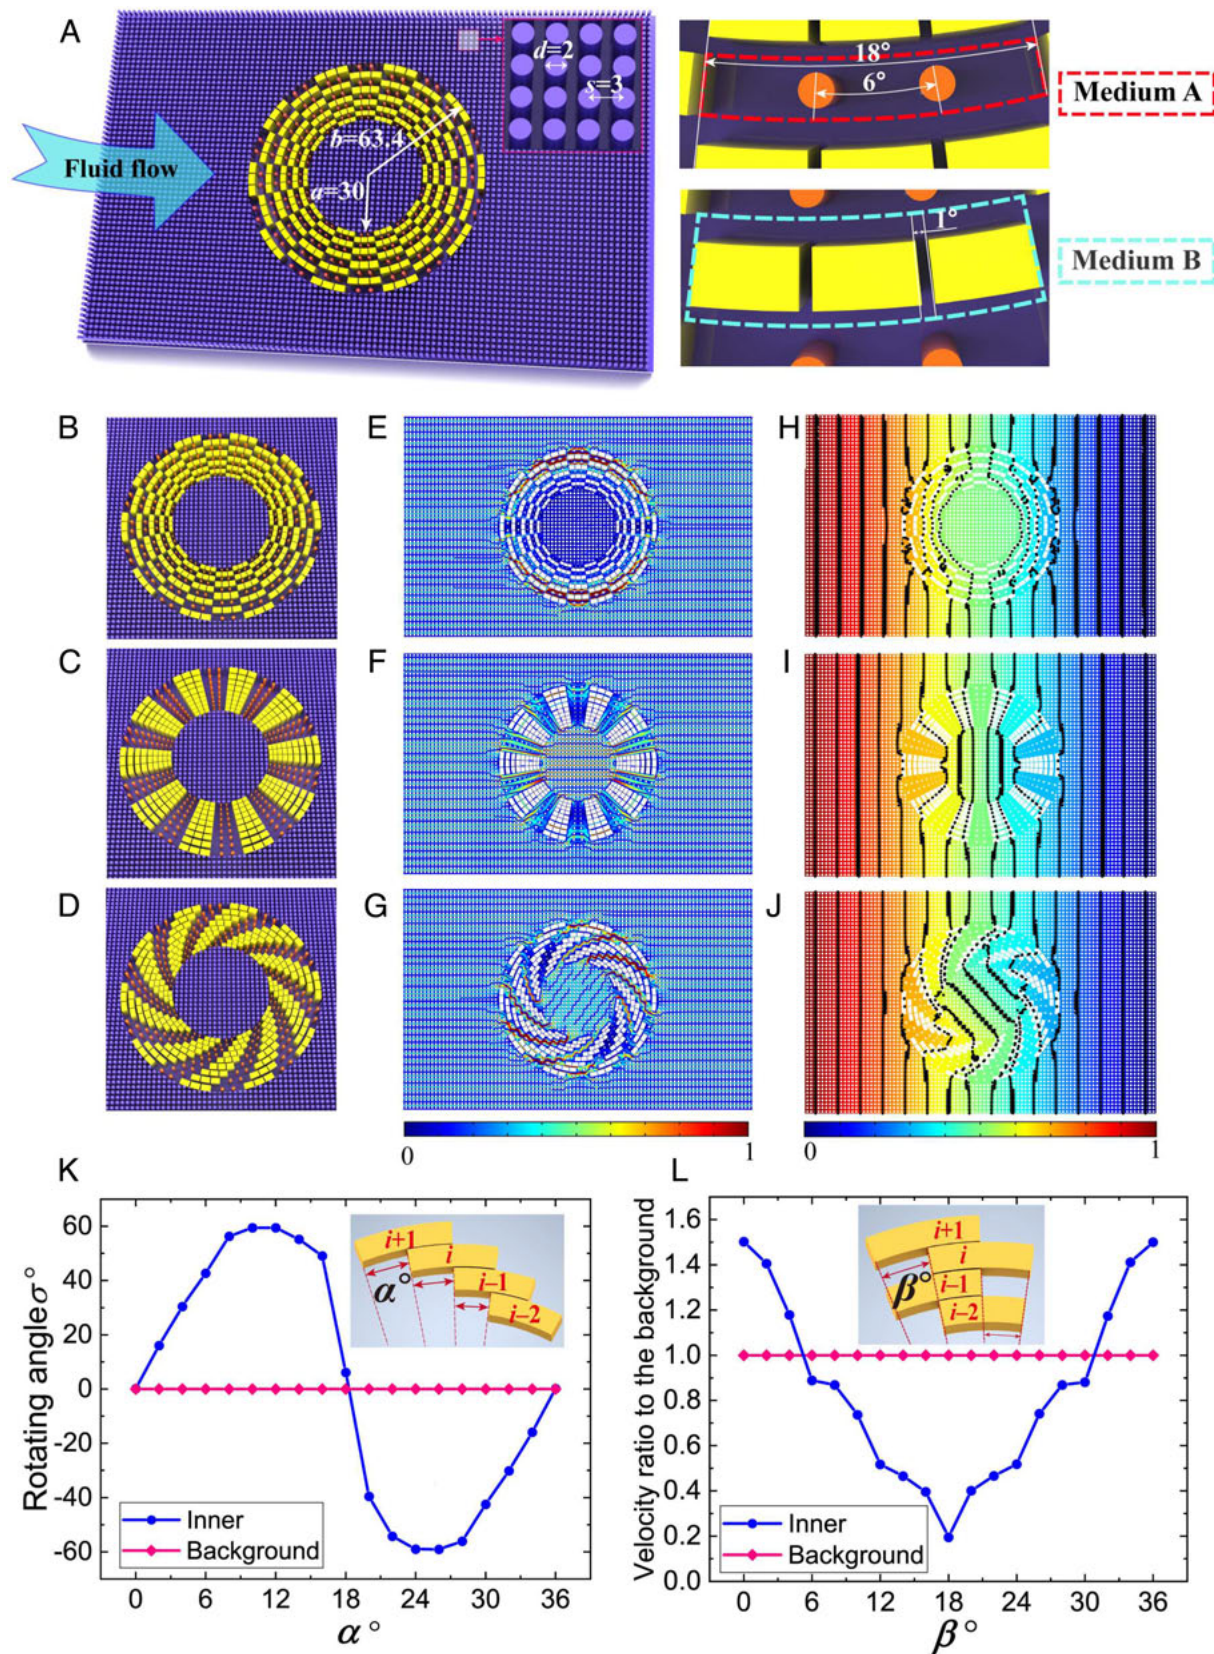 A
d=2
s=3
b=63.4
a=30
Fluid flow
18°
6°
Medium A
1°
Medium B
B
E
H
C
F
I
D
G
J
0 1
0 1
K
Rotating angle σ°
60
40
20
0
-20
-40
-60
i+1
i
i–1
i–2
α°
Inner
Background
0 6 12 18 24 30 36
α°
L
Velocity ratio to the background
1.6
1.4
1.2
1.0
0.8
0.6
0.4
0.2
0.0
i+1
i
i–1
i–2
β°
Inner
Background
0 6 12 18 24 30 36
β°